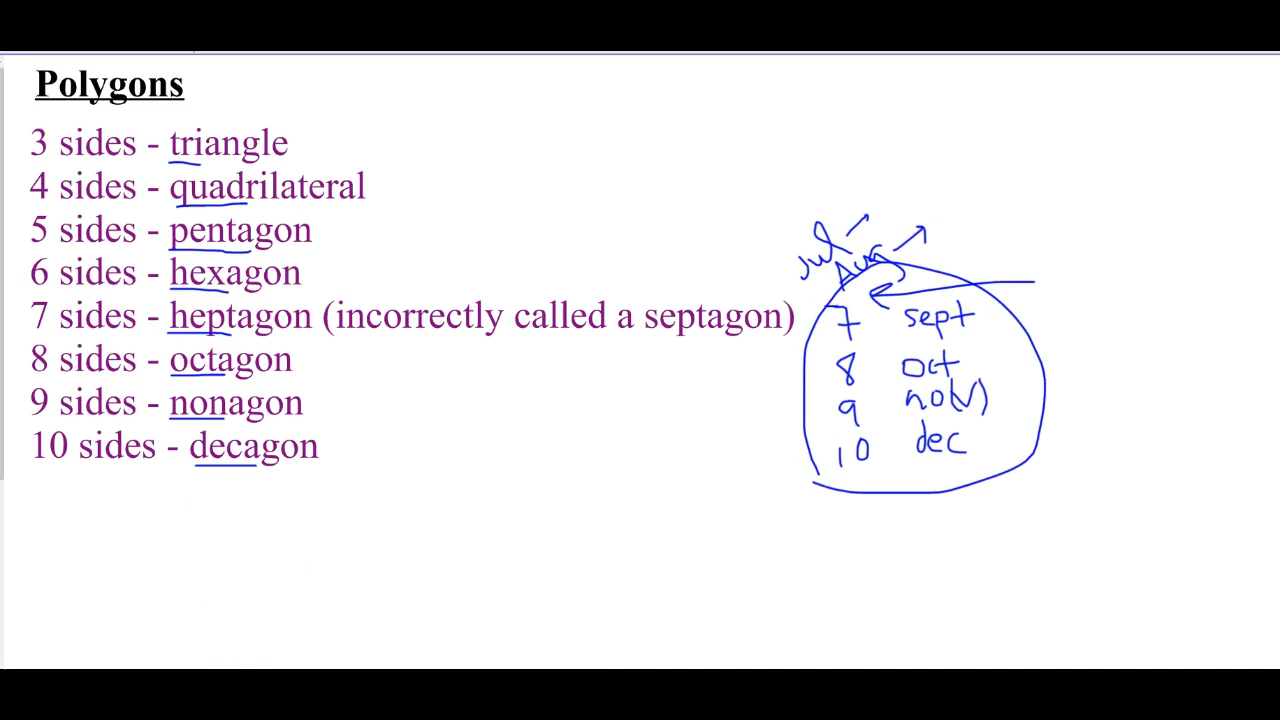 Polygons
3 sides - triangle
4 sides - quadrilateral
5 sides - pentagon
6 sides - hexagon
7 sides - heptagon (incorrectly called a septagon)
8 sides - octagon
9 sides - nonagon
10 sides - decagon
Jul
Aug
7 sept
8 oct
9 no(v)
10 dec